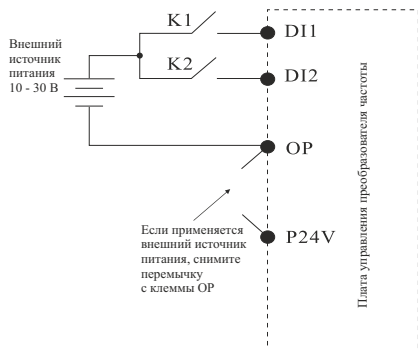 K1
DI1
Внешний
источник
питания
10 - 30 В
K2
DI2
OP
Если применяется
внешний источник
питания, снимите
перемычку
с клеммы OP
P24V
Плата управления преобразователя частоты